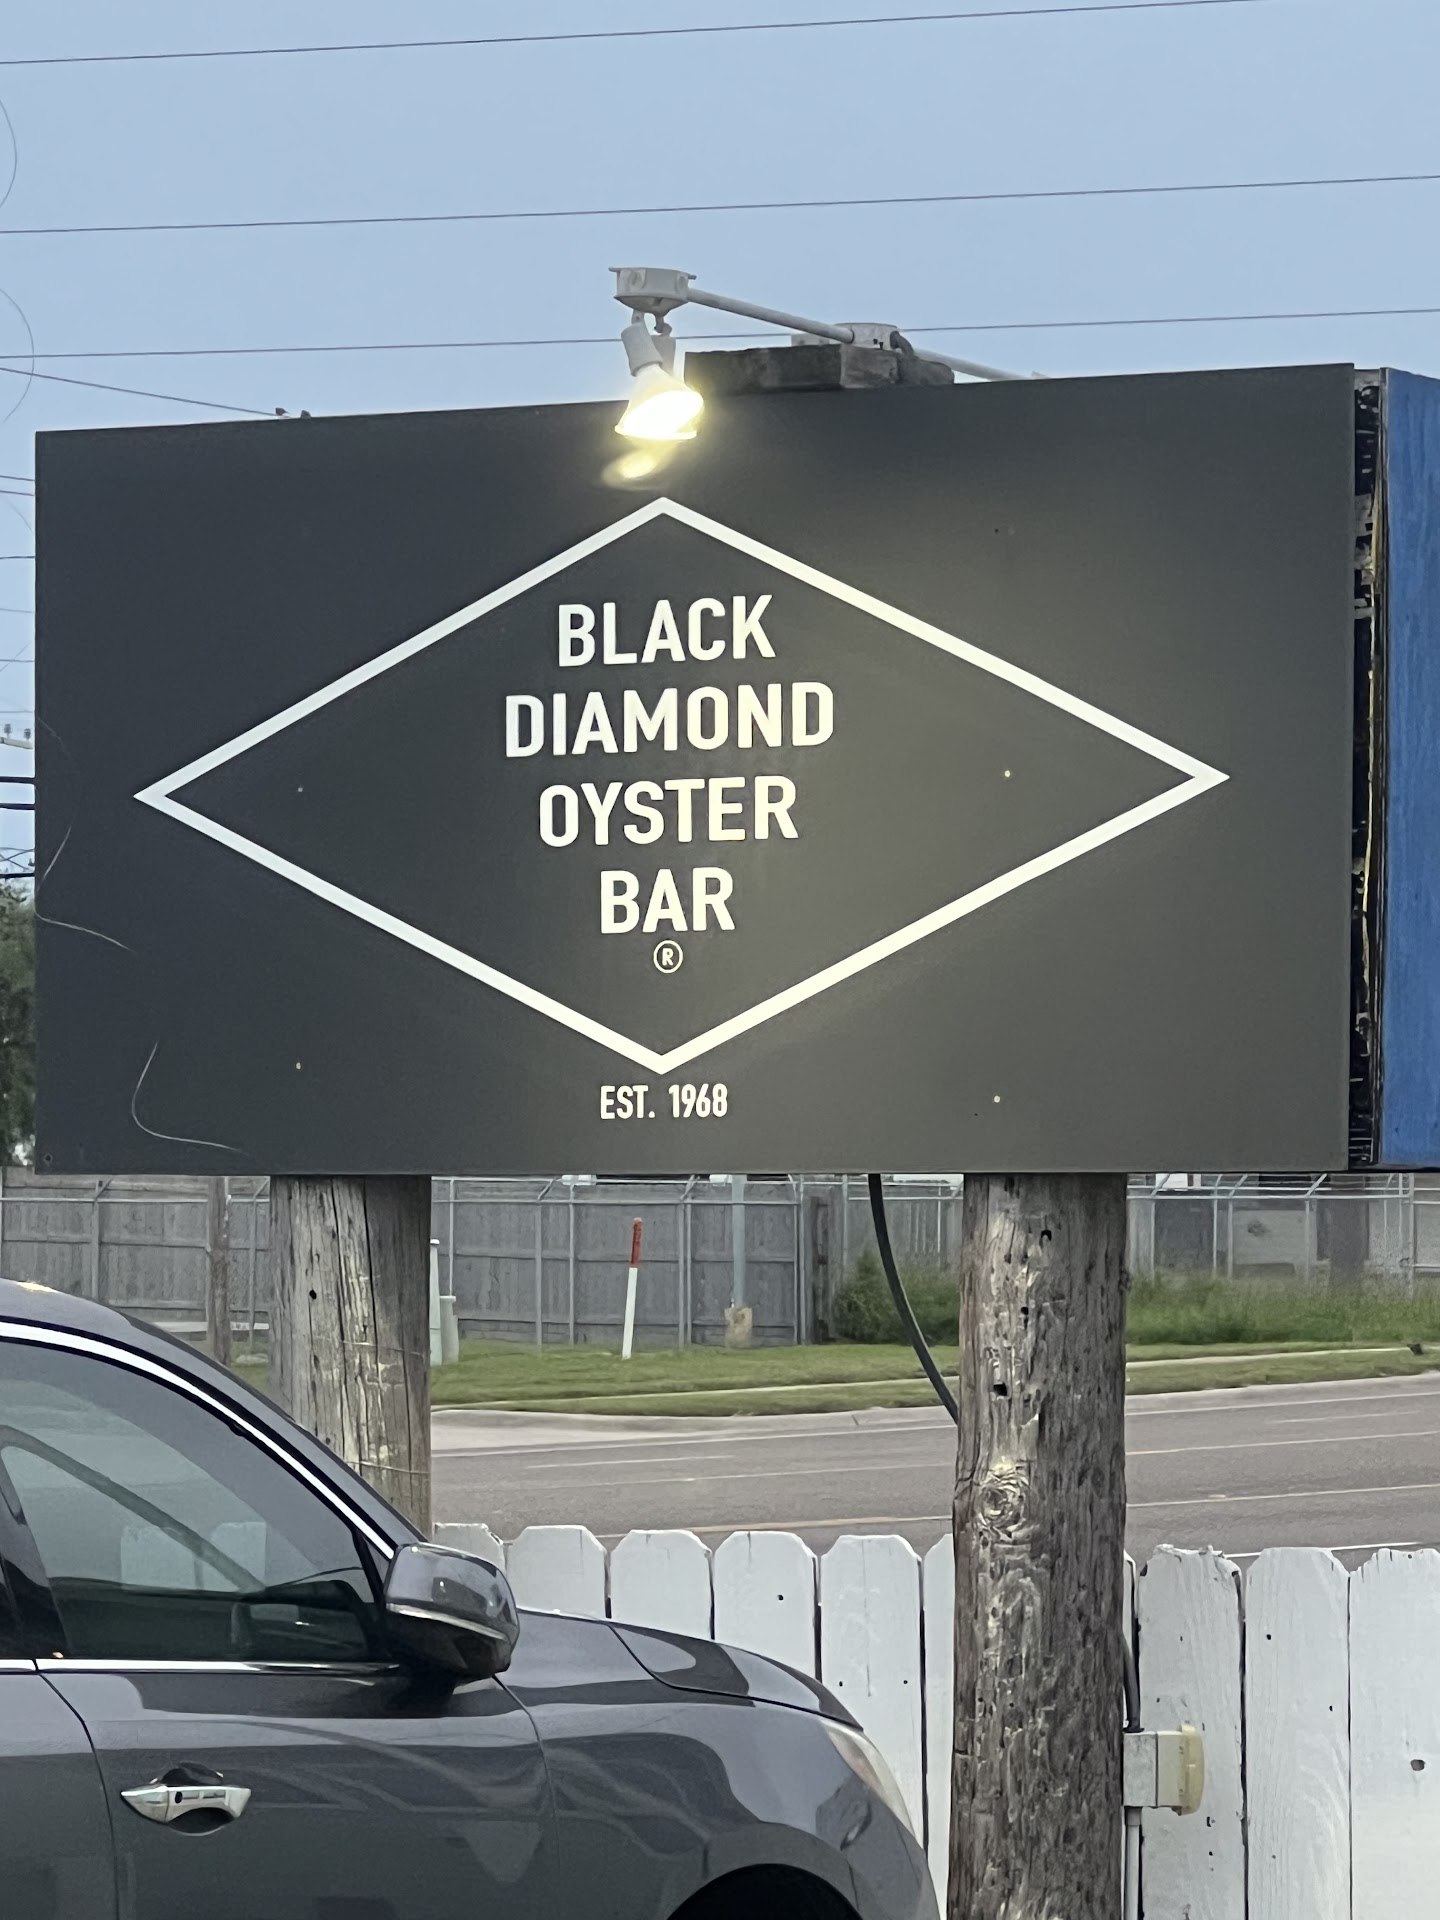 BLACK
DIAMOND
OYSTER
BAR
®
EST. 1968